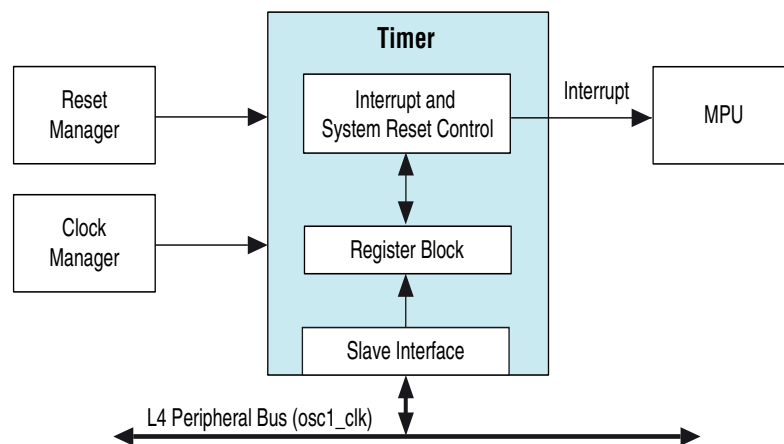 Timer
Reset
Manager
Interrupt and
System Reset Control
Interrupt
MPU
Clock
Manager
Register Block
Slave Interface
L4 Peripheral Bus (osc1_clk)